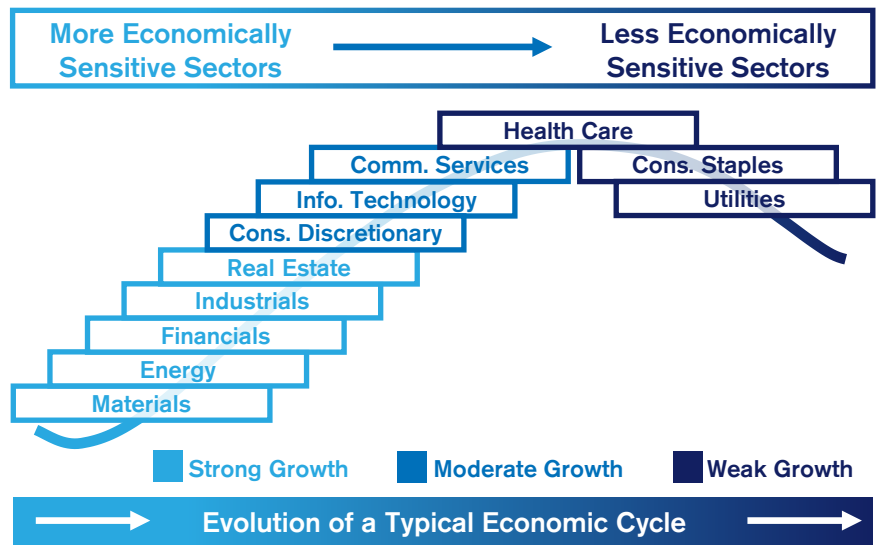 More Economically
Sensitive Sectors
Less Economically
Sensitive Sectors
Health Care
Comm. Services
Cons. Staples
Info. Technology
Utilities
Cons. Discretionary
Real Estate
Industrials
Financials
Energy
Materials
Strong Growth
Moderate Growth
Weak Growth
Evolution of a Typical Economic Cycle